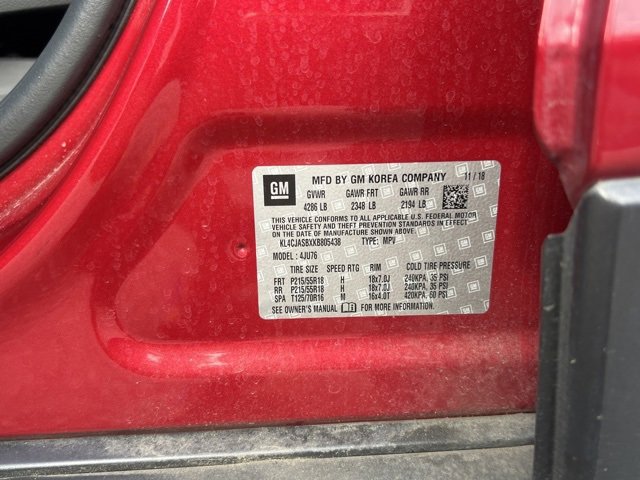 GM
MFD BY GM KOREA COMPANY 11 / 18
GVWR GAWR FRT GAWR RR
4286 LB 2348 LB 2194 LB
THIS VEHICLE CONFORMS TO ALL APPLICABLE U.S. FEDERAL MOTOR
VEHICLE SAFETY AND THEFT PREVENTION STANDARDS IN EFFECT
ON THE DATE OF MANUFACTURE SHOWN ABOVE.
KL4CJASBXKB805438 TYPE: MPV
MODEL: 4JU76
TIRE SIZE SPEED RTG RIM COLD TIRE PRESSURE
FRT P215/55R18 H 18x7.0J 240KPA, 35 PSI
RR P215/55R18 H 18x7.0J 240KPA, 35 PSI
SPA T125/70R16 M 16x4.0T 420KPA, 60 PSI
SEE OWNER'S MANUAL FOR MORE INFORMATION.